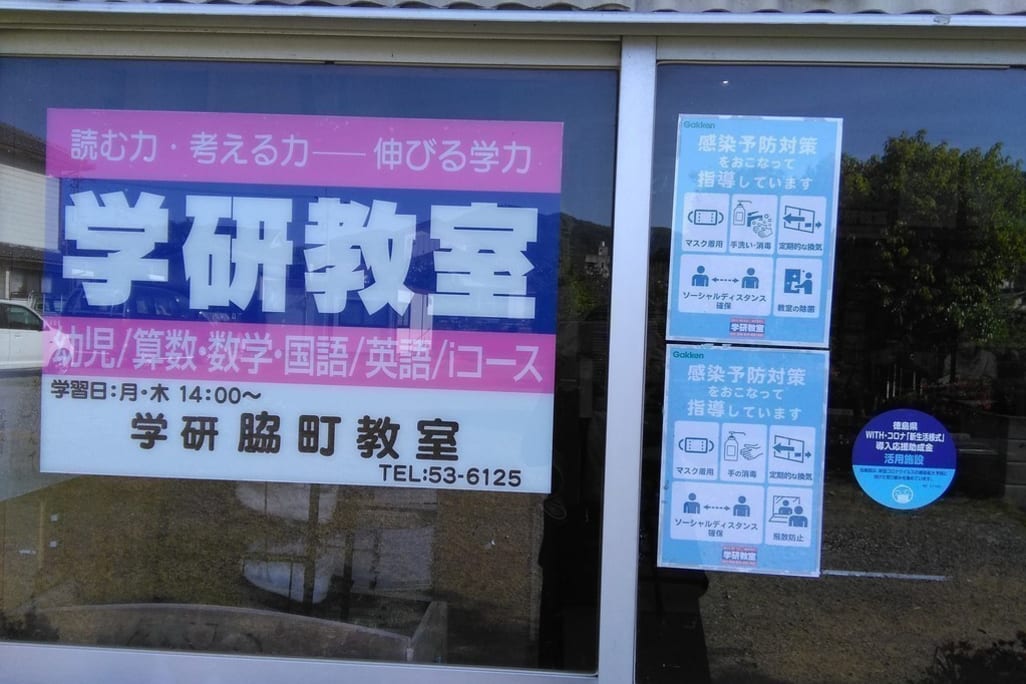 読む力・考える力――伸びる学力
学研教室
幼児/算数・数学・国語/英語/iコース
学習日:月・木 14:00～
学研 脇町教室
TEL:53-6125
Gakken
感染予防対策
をおこなって
指導しています
マスク着用
手洗い・消毒
定期的な換気
ソーシャルディスタンス
確保
教室の除菌
学研教室
Gakken
感染予防対策
をおこなって
指導しています
マスク着用
手の消毒
定期的な換気
ソーシャルディスタンス
確保
飛散防止
学研教室
徳島県
WITH・コロナ「新生活様式」
導入応援助成金
活用施設